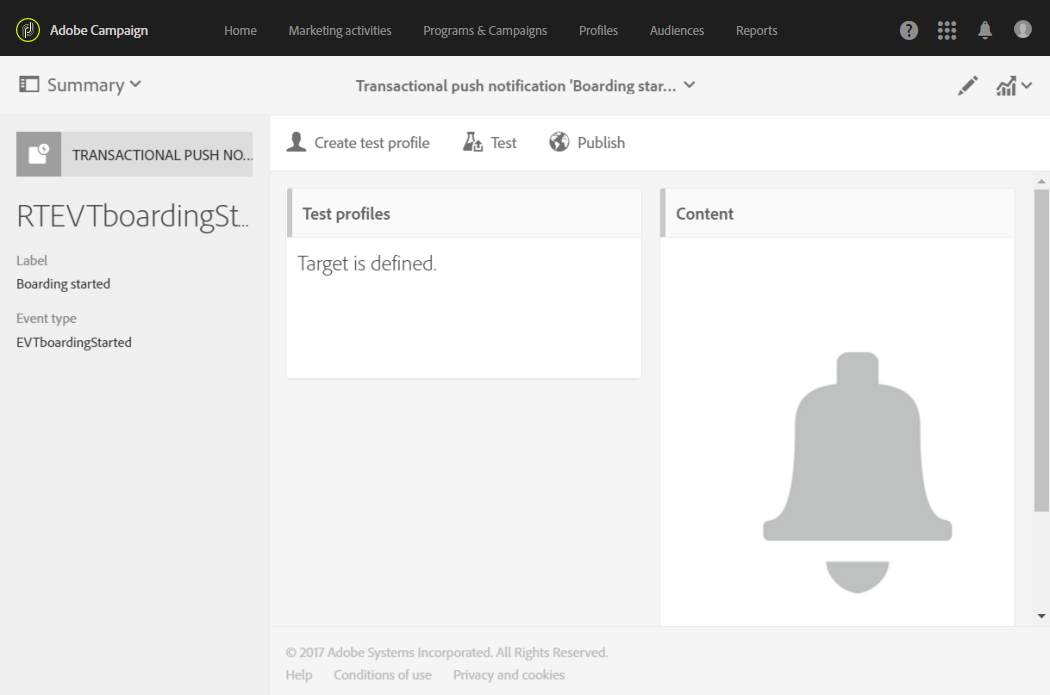 Adobe Campaign
Home Marketing activities Programs & Campaigns Profiles Audiences Reports
?
Summary
Transactional push notification 'Boarding star...
TRANSACTIONAL PUSH NO...
RTEVTboardingSt...
Label
Boarding started
Event type
EVTboardingStarted
Create test profile Test Publish
Test profiles
Target is defined.
Content
© 2017 Adobe Systems Incorporated. All Rights Reserved.
Help Conditions of use Privacy and cookies